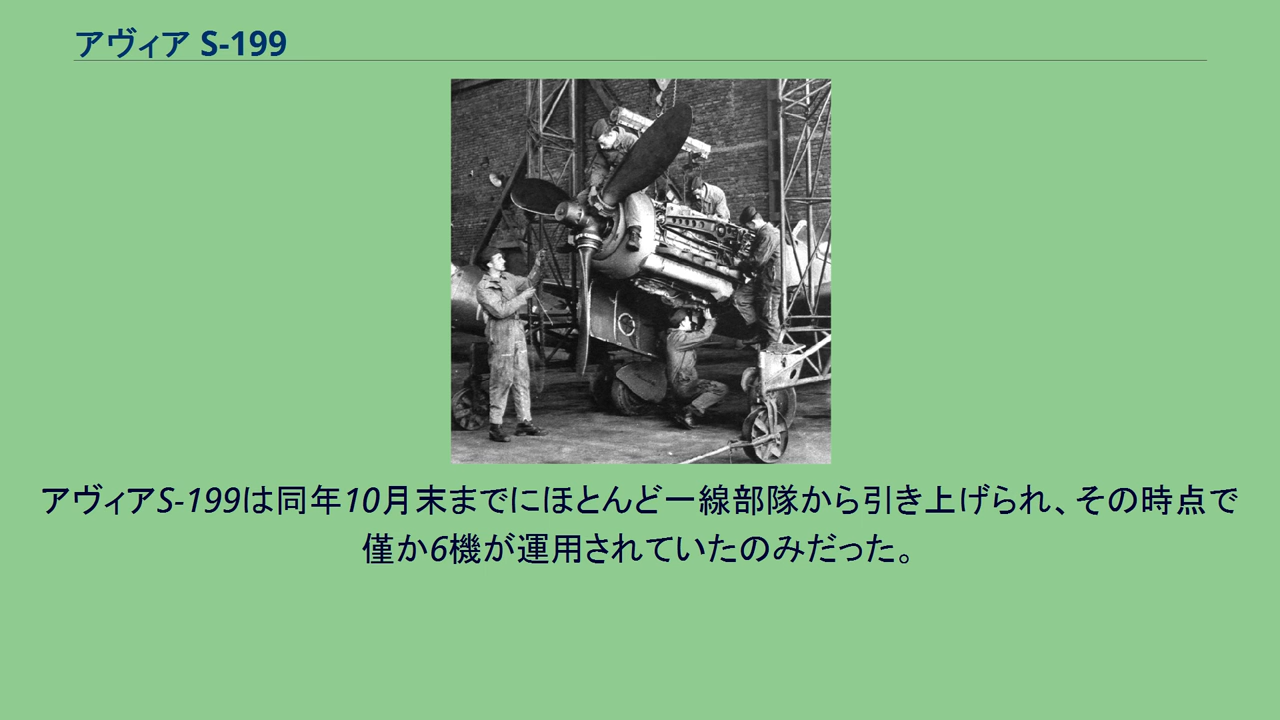 アヴィア S-199
アヴィアS-199は同年10月末までにほとんど一線部隊から引き上げられ、その時点で
僅か6機が運用されていたのみだった。